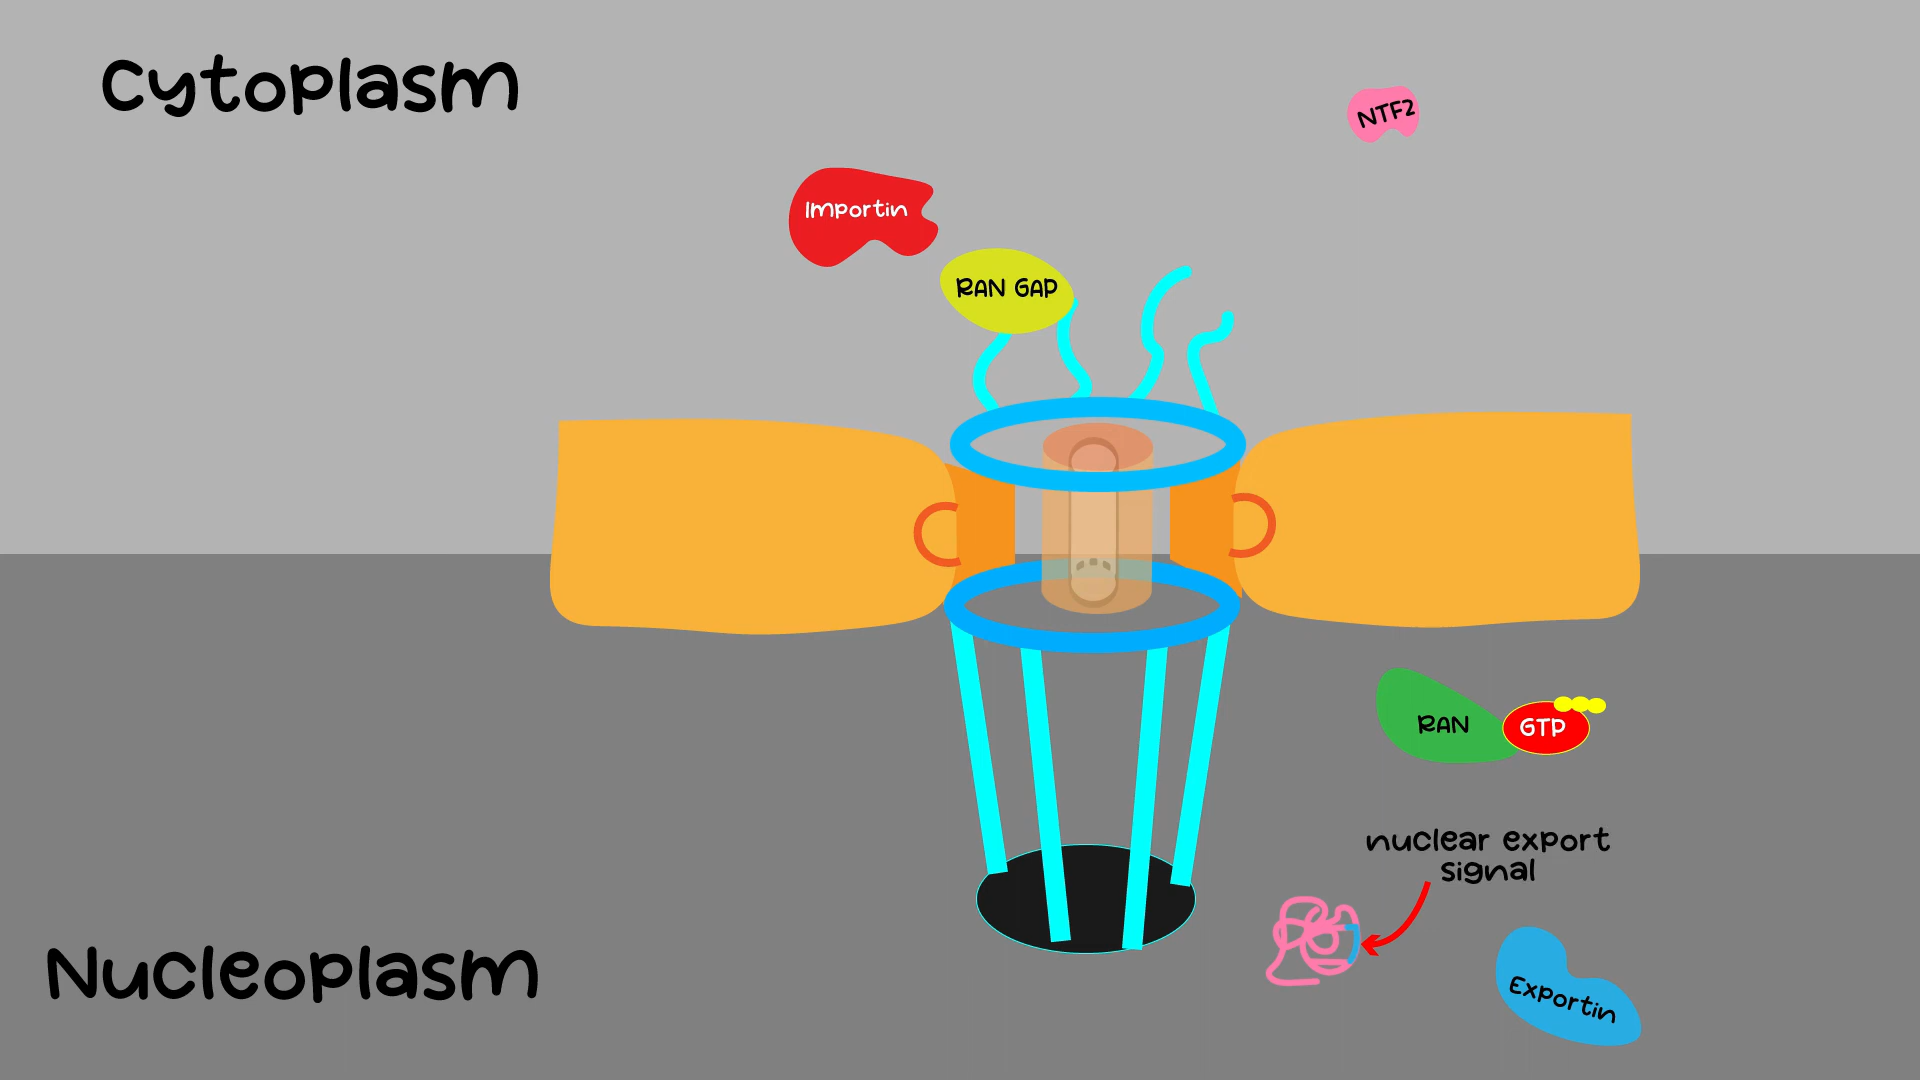 Cytoplasm
NTF2
Importin
RAN GAP
RAN
GTP
nuclear export
signal
Nucleoplasm
Exportin